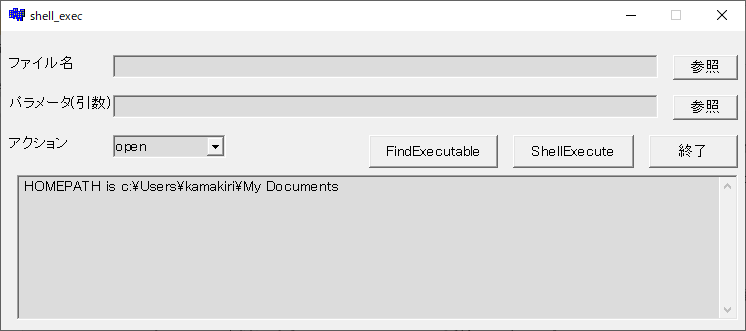 shell_exec
ファイル名 参照
パラメータ(引数) 参照
アクション open FindExecutable ShellExecute 終了
HOMEPATH is c:¥Users¥kamakiri¥My Documents